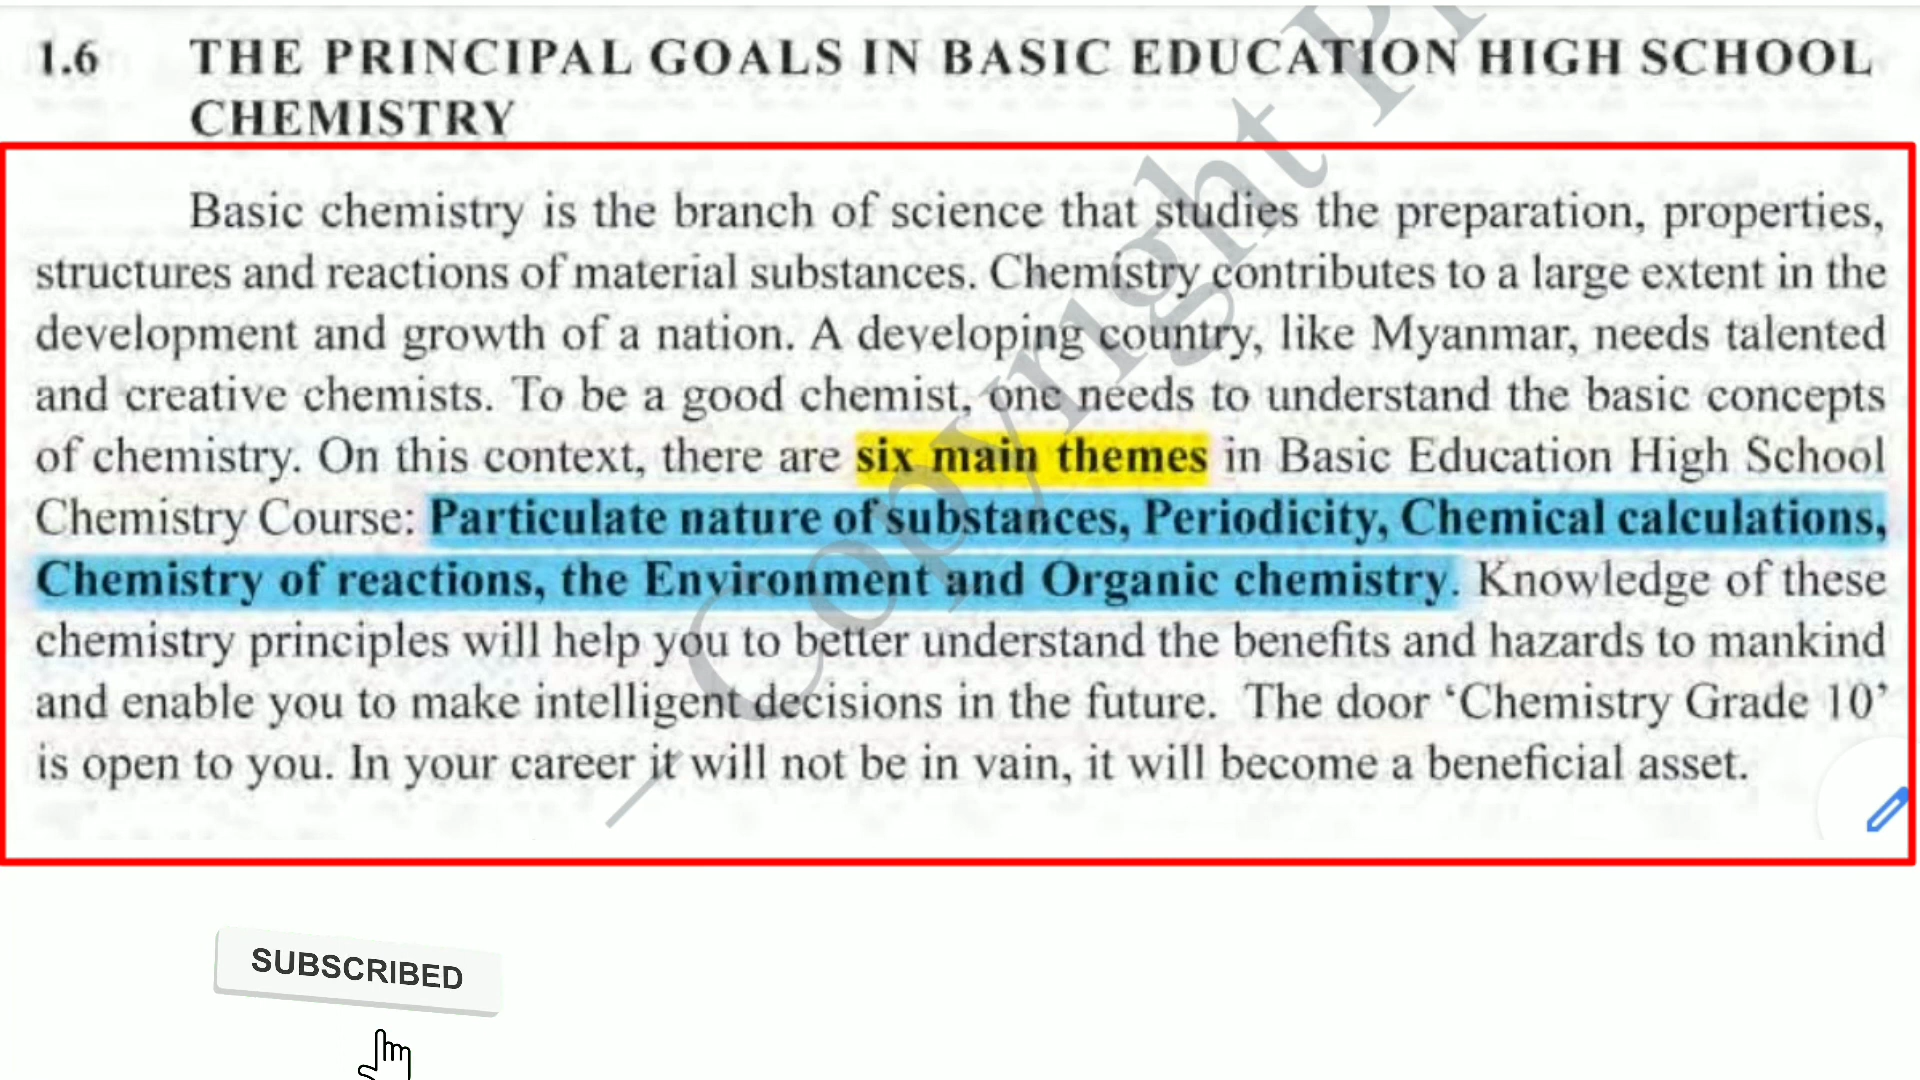 1.6 THE PRINCIPAL GOALS IN BASIC EDUCATION HIGH SCHOOL
CHEMISTRY
Basic chemistry is the branch of science that studies the preparation, properties,
structures and reactions of material substances. Chemistry contributes to a large extent in the
development and growth of a nation. A developing country, like Myanmar, needs talented
and creative chemists. To be a good chemist, one needs to understand the basic concepts
of chemistry. On this context, there are six main themes in Basic Education High School
Chemistry Course: Particulate nature of substances, Periodicity, Chemical calculations,
Chemistry of reactions, the Environment and Organic chemistry. Knowledge of these
chemistry principles will help you to better understand the benefits and hazards to mankind
and enable you to make intelligent decisions in the future. The door ‘Chemistry Grade 10’
is open to you. In your career it will not be in vain, it will become a beneficial asset.
Copyright
SUBSCRIBED